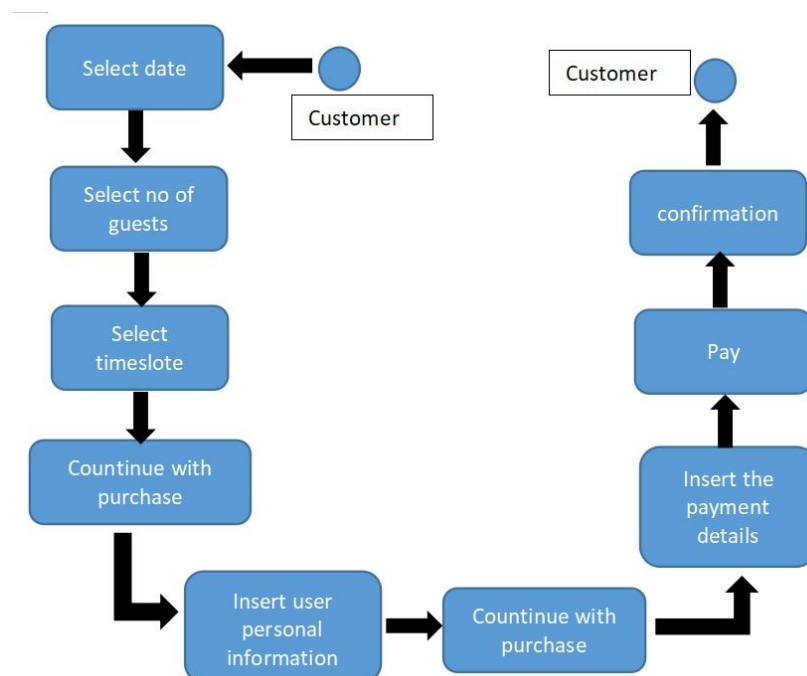 Select date
Customer
Select no of
guests
Select
timeslote
Countinue with
purchase
Insert user
personal
information
Countinue with
purchase
Insert the
payment
details
Pay
confirmation
Customer